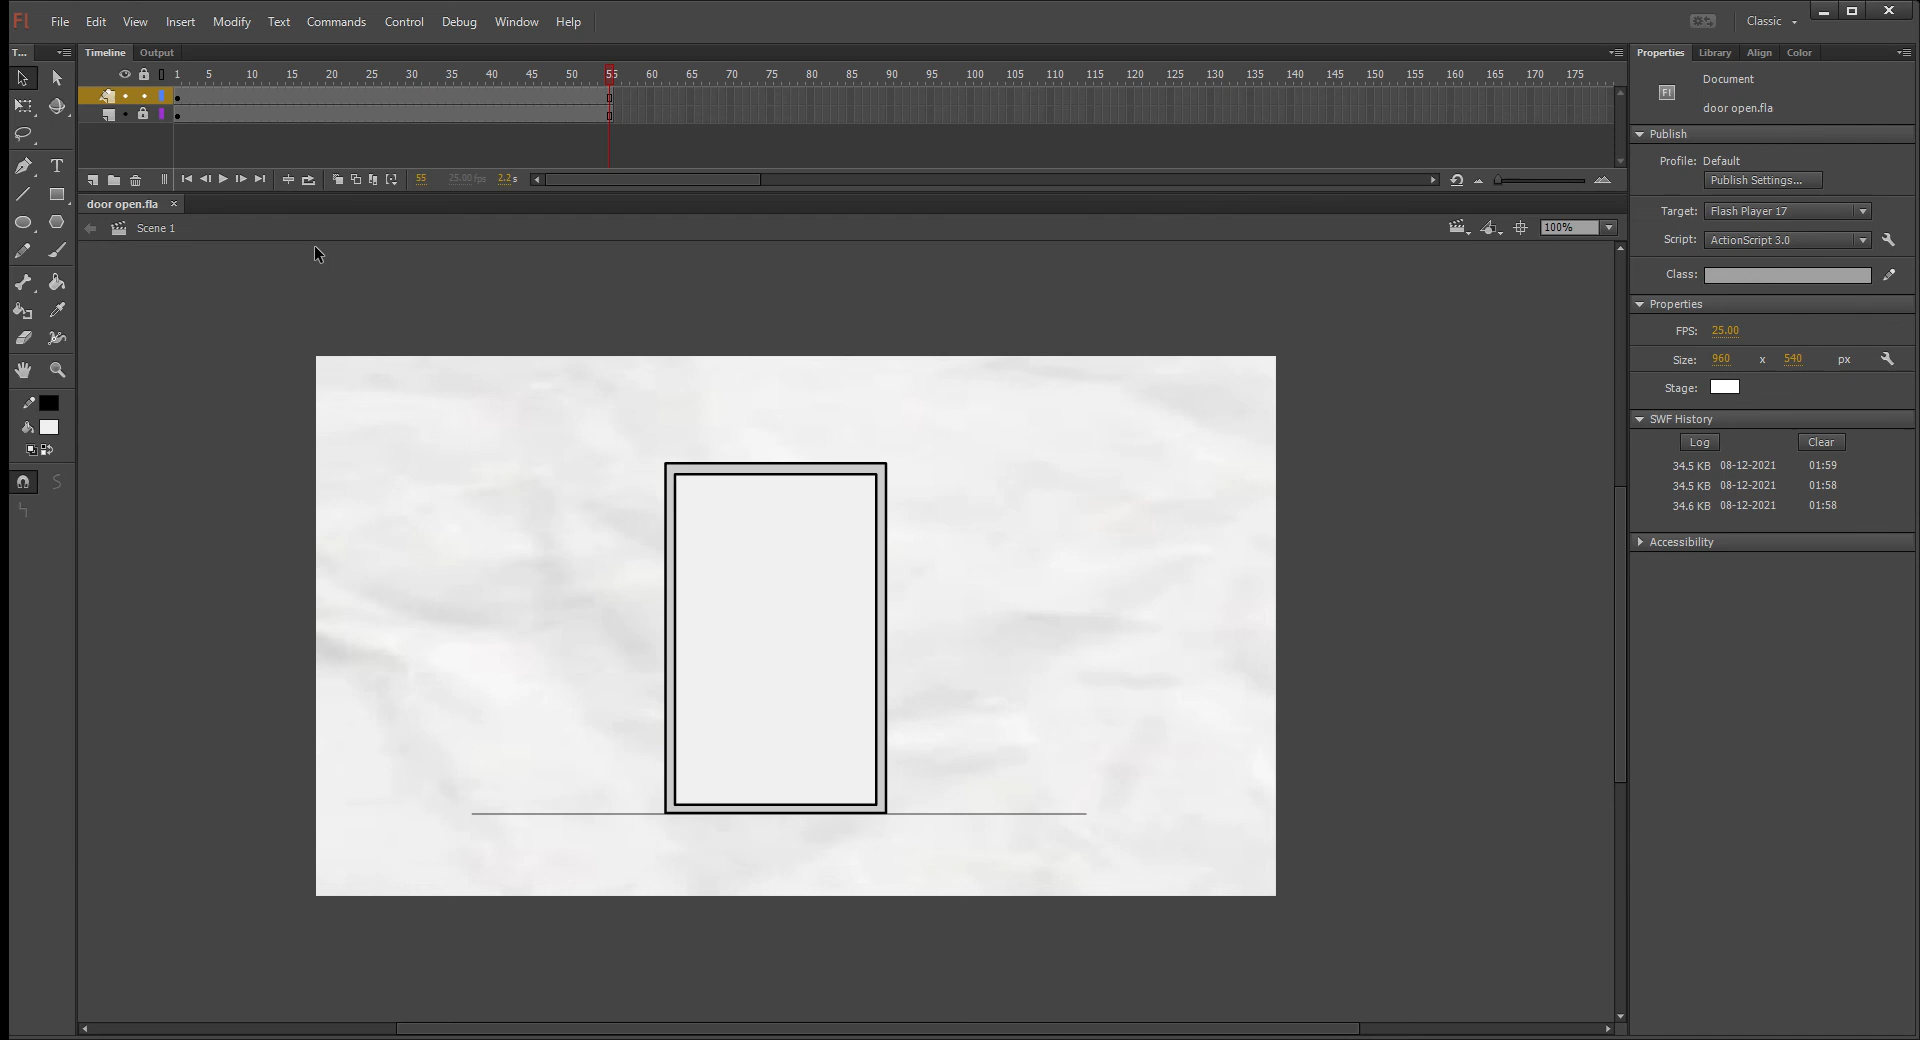 Fl File Edit View Insert Modify Text Commands Control Debug Window Help Classic
T... Timeline Output Properties Library Align Color
1 5 10 15 20 25 30 35 40 45 50 55 60 65 70 75 80 85 90 95 100 105 110 115 120 125 130 135 140 145 150 155 160 165 170 175
Document
Fl door open.fla
Publish
Profile: Default
Publish Settings...
55 25.00 fps 2.2 s
door open.fla
Target: Flash Player 17
Scene 1 100%
Script: ActionScript 3.0
Class:
Properties
FPS: 25.00
Size: 960 x 540 px
Stage:
SWF History
Log Clear
34.5 KB 08-12-2021 01:59
34.5 KB 08-12-2021 01:58
34.6 KB 08-12-2021 01:58
Accessibility